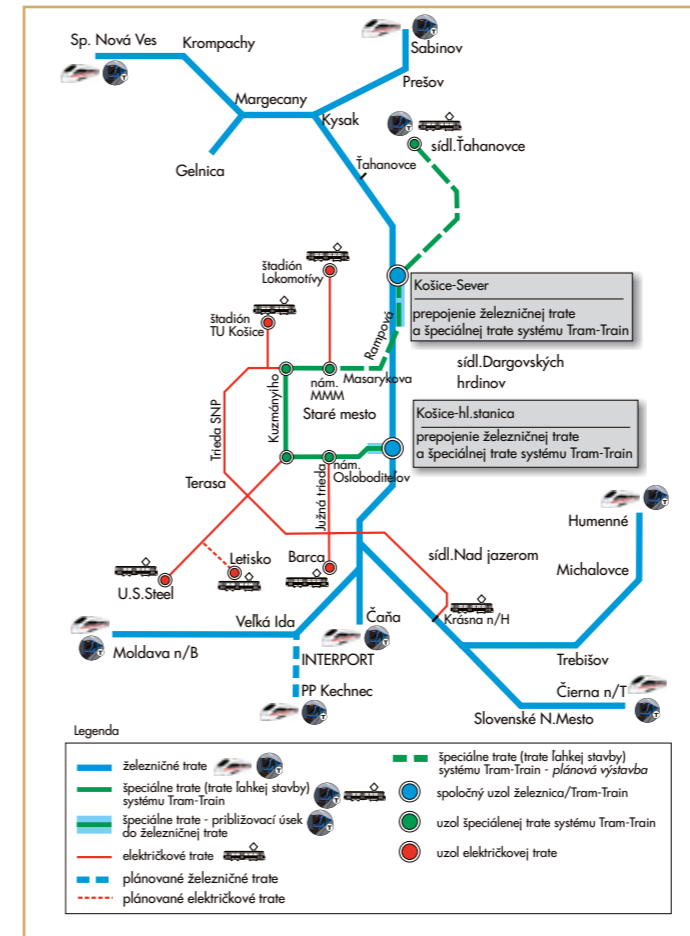 Sp. Nová Ves
Krompachy
Sabinov
Prešov
Margecany
Kysak
Gelnica
sídl.Ťahanovce
Ťahanovce
štadión
Lokomotívy
štadión
TU Košice
Košice-Sever
prepojenie železničnej trate
a špeciálnej trate systému Tram-Train
Rampová
sídl.Dargovských
hrdinov
nám.
MMM
Masarykova
Kuzmányiho
Staré mesto
Trieda SNP
Košice-hl.stanica
prepojenie železničnej trate
a špeciálnej trate systému Tram-Train
nám.
Osloboditeľov
Južná trieda
Terasa
Humenné
Letisko
Barca
sídl.Nad jazerom
Michalovce
U.S.Steel
Veľká Ida
Čaňa
Krásna n/H
Moldava n/B
INTERPORT
Trebišov
PP Kechnec
Čierna n/T
Slovenské N.Mesto
Legenda
železničné trate
špeciálne trate (trate ľahkej stavby)
systému Tram-Train
špeciálne trate - približovací úsek
do železničnej trate
električkové trate
plánované železničné trate
plánované električkové trate
špeciálne trate (trate ľahkej stavby)
systému Tram-Train - plánová výstavba
spoločný uzol železnica/Tram-Train
uzol špeciálenej trate systému Tram-Train
uzol električkovej trate